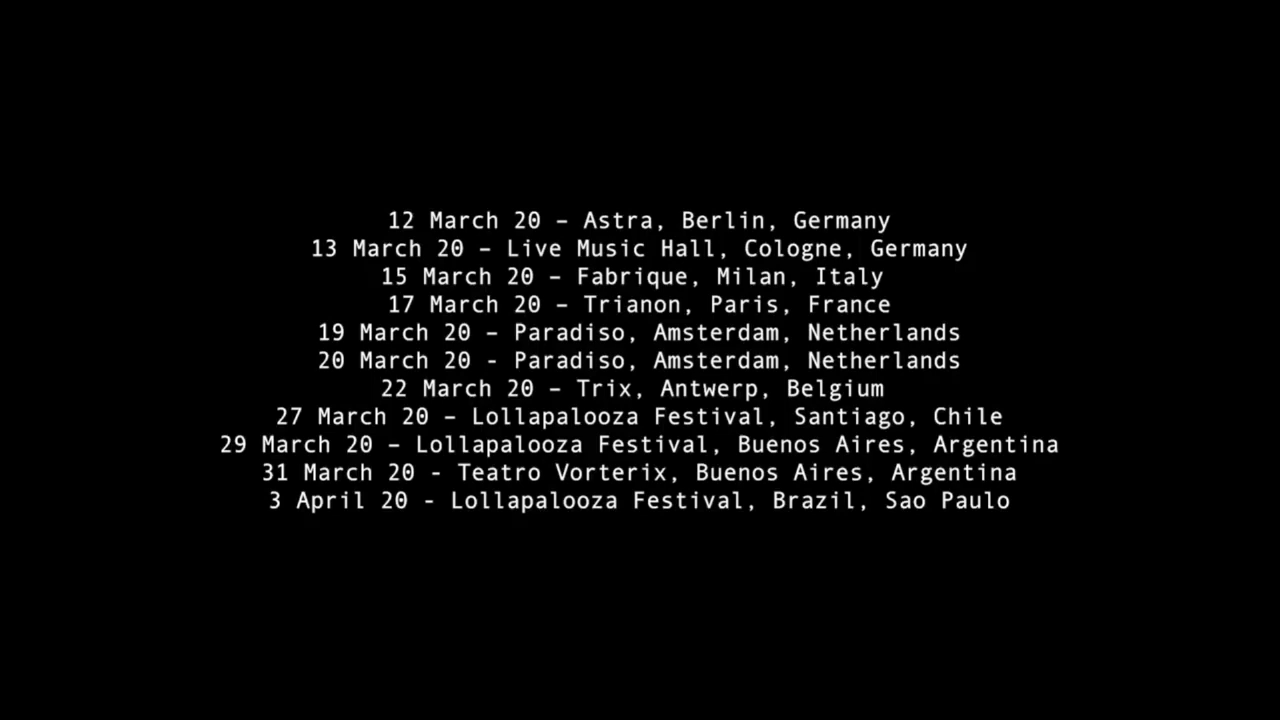 12 March 20 – Astra, Berlin, Germany
13 March 20 – Live Music Hall, Cologne, Germany
15 March 20 – Fabrique, Milan, Italy
17 March 20 – Trianon, Paris, France
19 March 20 – Paradiso, Amsterdam, Netherlands
20 March 20 - Paradiso, Amsterdam, Netherlands
22 March 20 – Trix, Antwerp, Belgium
27 March 20 – Lollapalooza Festival, Santiago, Chile
29 March 20 – Lollapalooza Festival, Buenos Aires, Argentina
31 March 20 - Teatro Vorterix, Buenos Aires, Argentina
3 April 20 - Lollapalooza Festival, Brazil, Sao Paulo